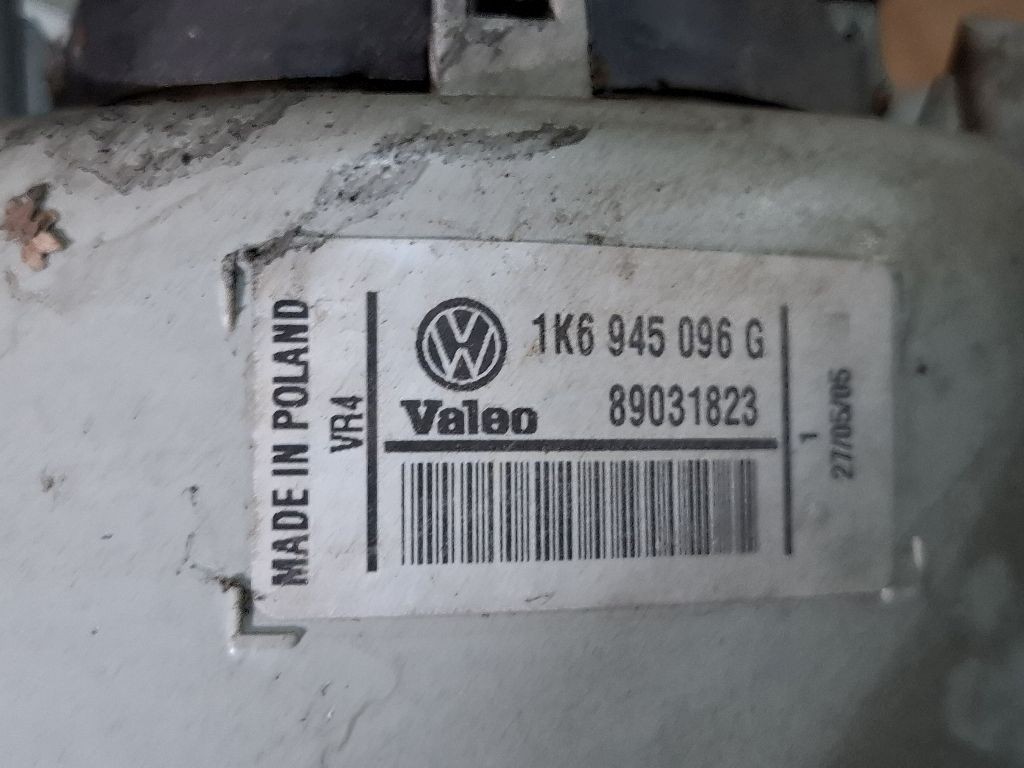 MADE IN POLAND
VR4
1K6 945 096 G
Valeo 89031823
1
27/05/05